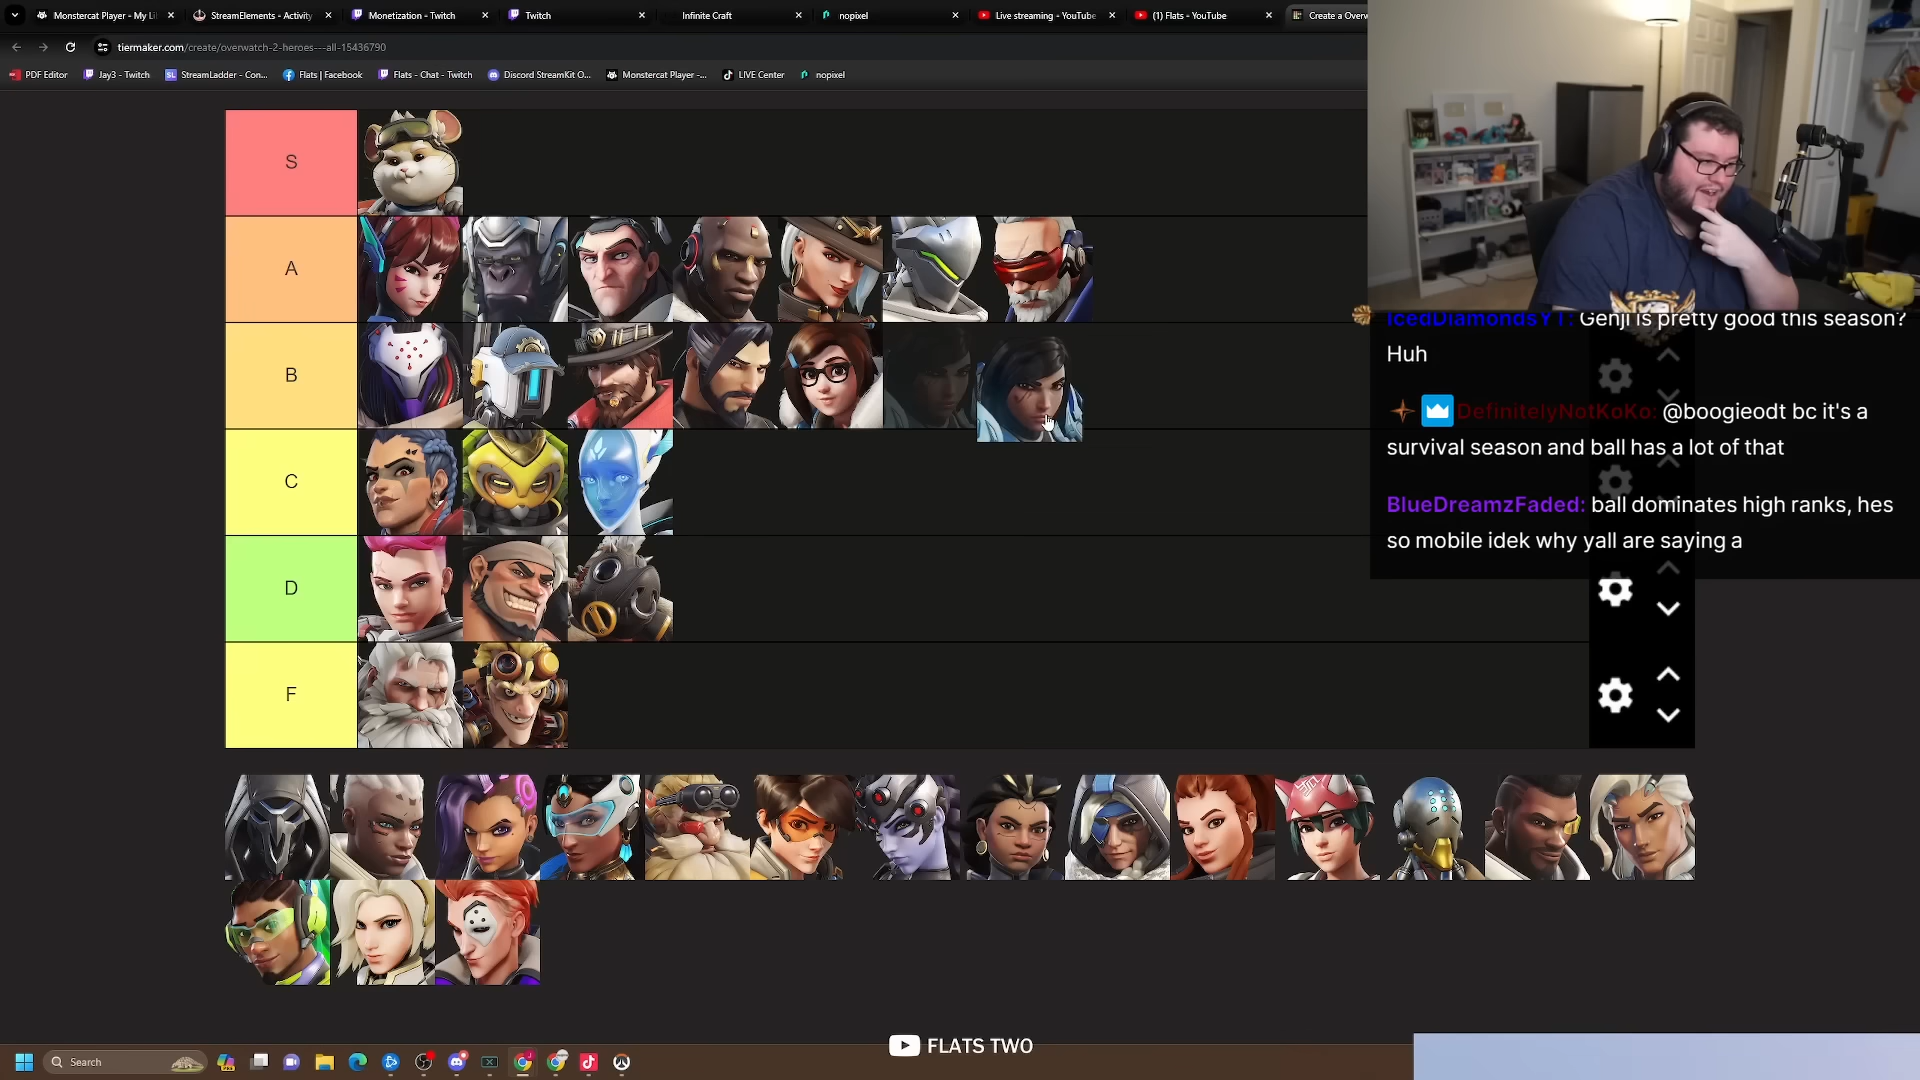 Monstercat Player - My Li
StreamElements - Activity
Monetization - Twitch
Twitch
Infinite Craft
nopixel
Live streaming - YouTube
(1) Flats - YouTube
Create a Overw
tiermaker.com/create/overwatch-2-heroes---all-15436790
PDF Editor
Jay3 - Twitch
StreamLadder - Con...
Flats | Facebook
Flats - Chat - Twitch
Discord StreamKit O...
Monstercat Player -...
LIVE Center
nopixel
S
A
B
C
D
F
IcedDiamondsYT: Genji is pretty good this season?
Huh
DefinitelyNotKoKo: @boogieodt bc it's a
survival season and ball has a lot of that
BlueDreamzFaded: ball dominates high ranks, hes
so mobile idek why yall are saying a
FLATS TWO
Search